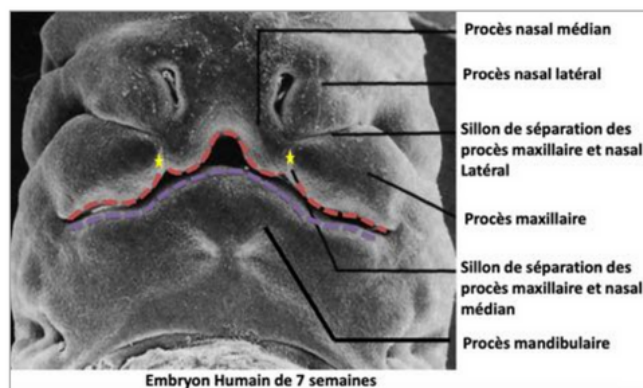 Procès nasal médian
Procès nasal latéral
Sillon de séparation des
procès maxillaire et nasal
Latéral
Procès maxillaire
Sillon de séparation des
procès maxillaire et nasal
médian
Procès mandibulaire
Embryon Humain de 7 semaines